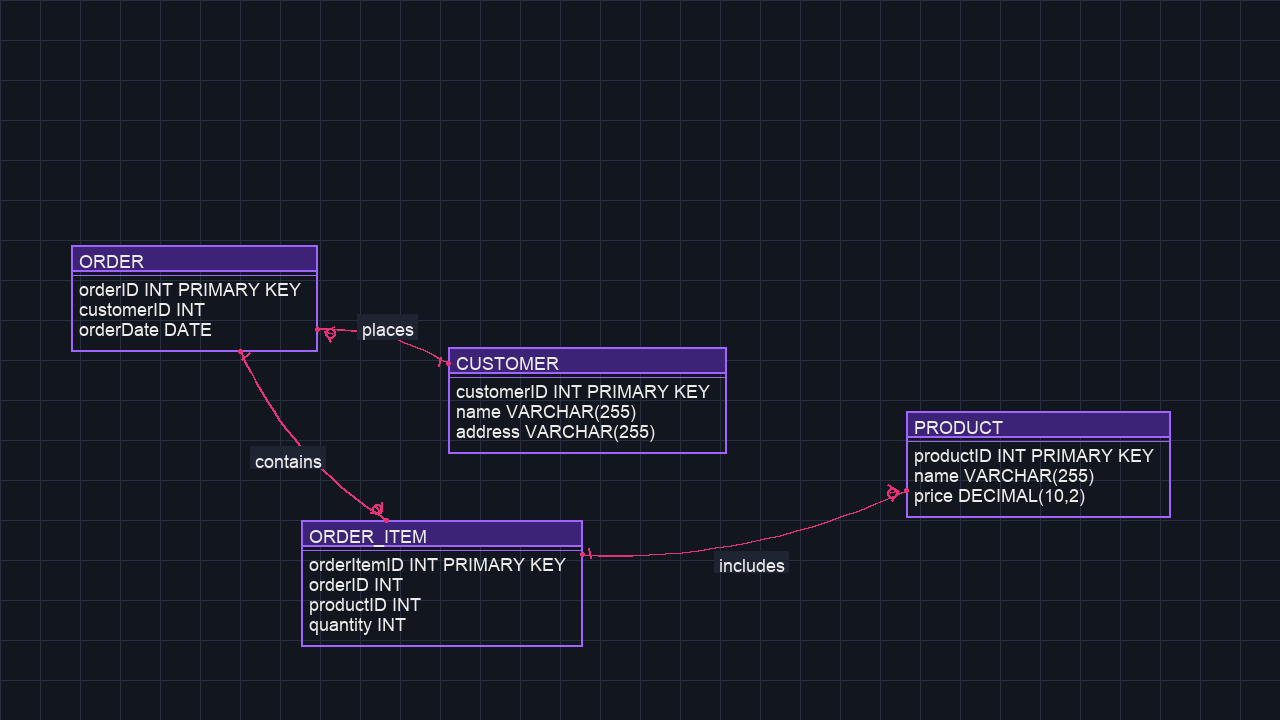 ORDER
orderID INT PRIMARY KEY
customerID INT
orderDate DATE
places
CUSTOMER
customerID INT PRIMARY KEY
name VARCHAR(255)
address VARCHAR(255)
PRODUCT
productID INT PRIMARY KEY
name VARCHAR(255)
price DECIMAL(10,2)
contains
ORDER_ITEM
orderItemID INT PRIMARY KEY
orderID INT
productID INT
quantity INT
includes